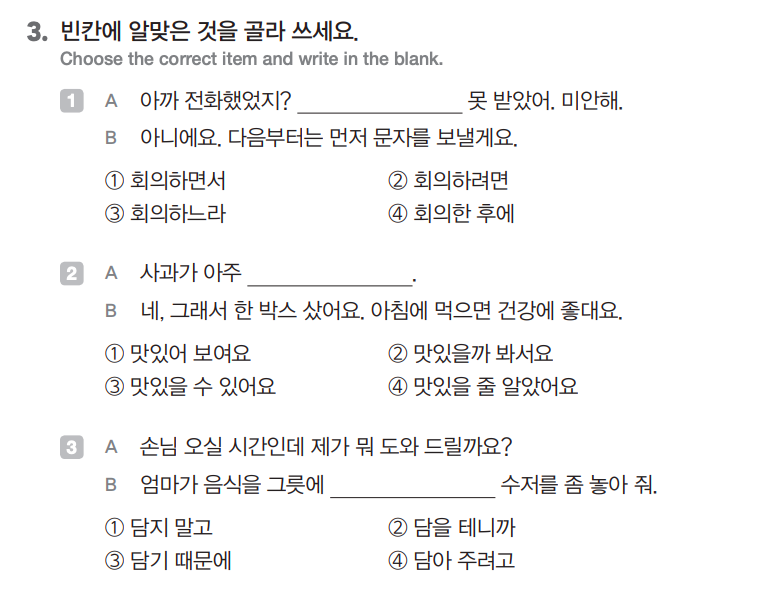 3. 빈칸에 알맞은 것을 골라 쓰세요.
Choose the correct item and write in the blank.
1 A 아까 전화했었지? ______________ 못 받았어. 미안해.
B 아니에요. 다음부터는 먼저 문자를 보낼게요.
① 회의하면서 ② 회의하려면
③ 회의하느라 ④ 회의한 후에
2 A 사과가 아주 ______________.
B 네, 그래서 한 박스 샀어요. 아침에 먹으면 건강에 좋대요.
① 맛있어 보여요 ② 맛있을까 봐서요
③ 맛있을 수 있어요 ④ 맛있을 줄 알았어요
3 A 손님 오실 시간인데 제가 뭐 도와 드릴까요?
B 엄마가 음식을 그릇에 ______________ 수저를 좀 놓아 줘.
① 담지 말고 ② 담을 테니까
③ 담기 때문에 ④ 담아 주려고